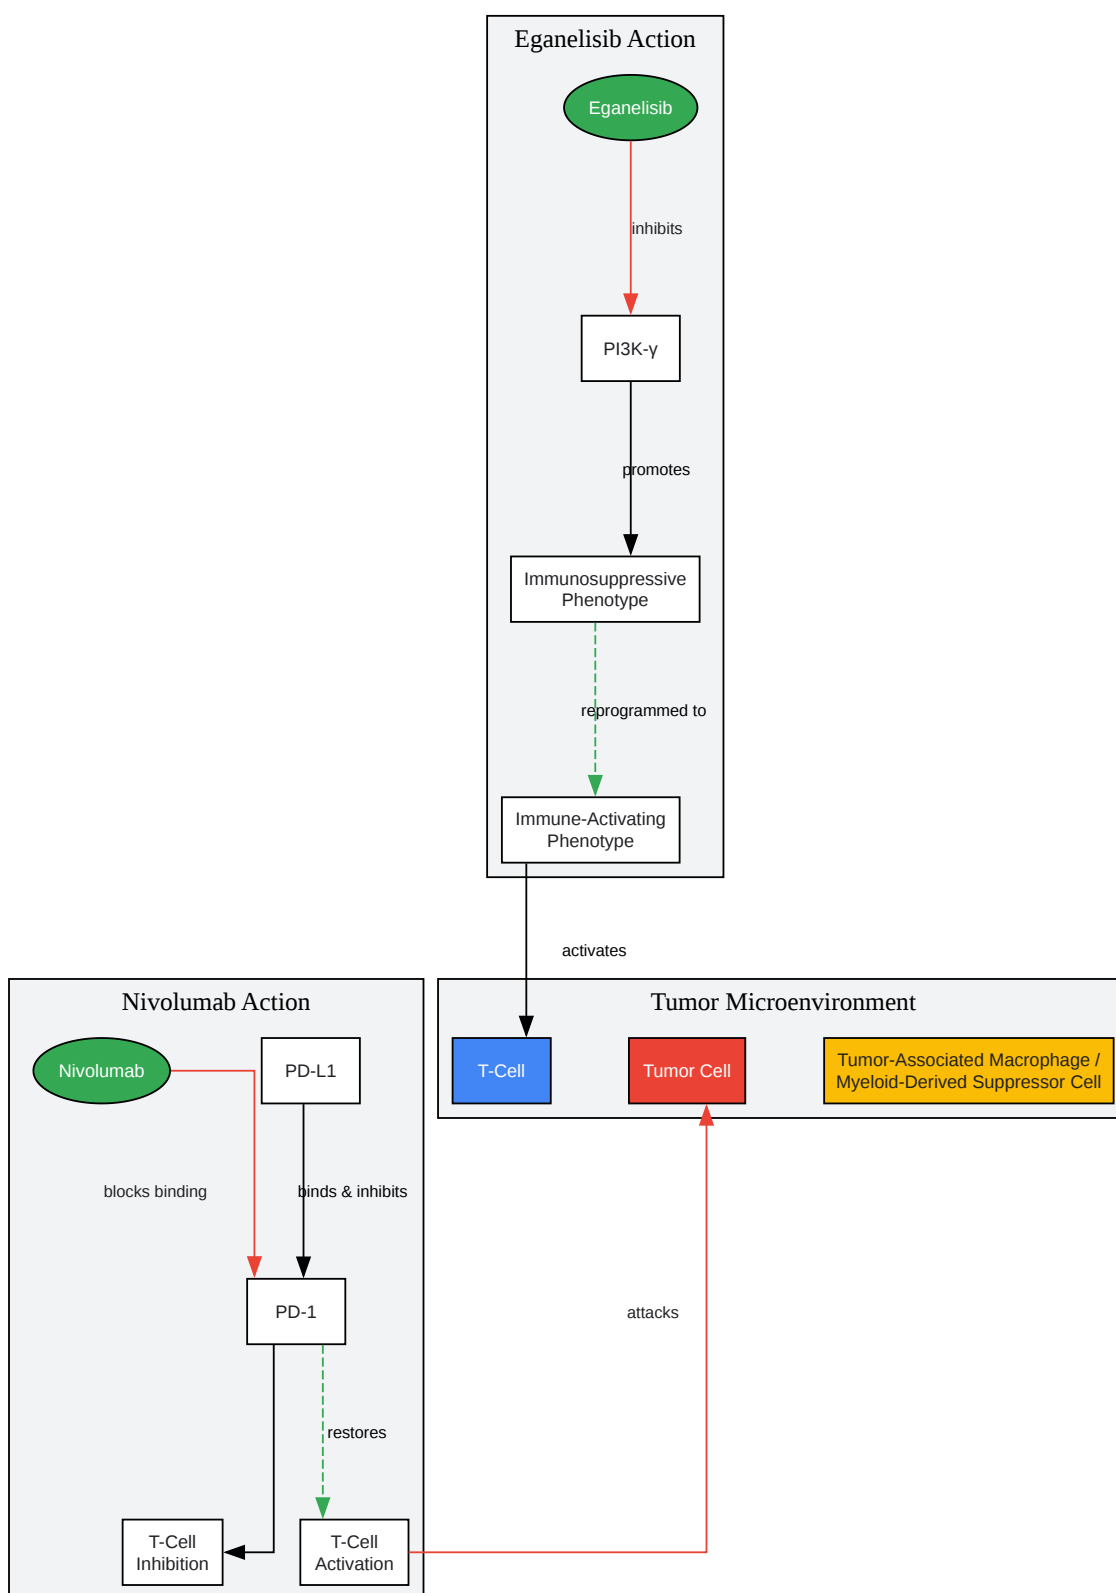 Eganelisib Action
Eganelisib
inhibits
PI3K-γ
promotes
Immunosuppressive
Phenotype
reprogrammed to
Immune-Activating
Phenotype
activates
Nivolumab Action
Tumor Microenvironment
Nivolumab
PD-L1
T-Cell
Tumor Cell
Tumor-Associated Macrophage /
Myeloid-Derived Suppressor Cell
blocks binding
binds & inhibits
PD-1
attacks
restores
T-Cell
Inhibition
T-Cell
Activation